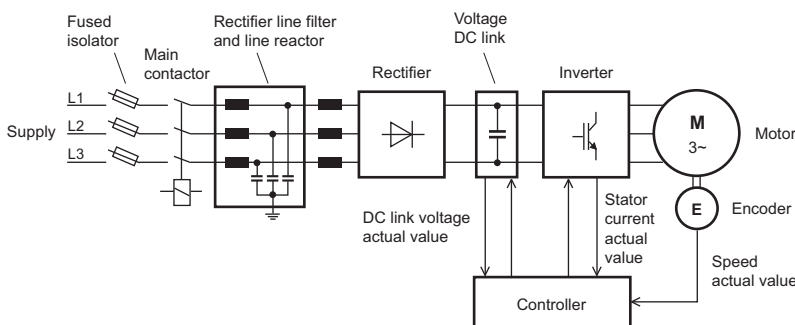 Fused
isolator
Main
contactor
Rectifier line filter
and line reactor
Rectifier
Voltage
DC link
Inverter
Supply
L1
L2
L3
M
3~
Motor
E
Encoder
DC link voltage
actual value
Stator
current
actual
value
Speed
actual value
Controller